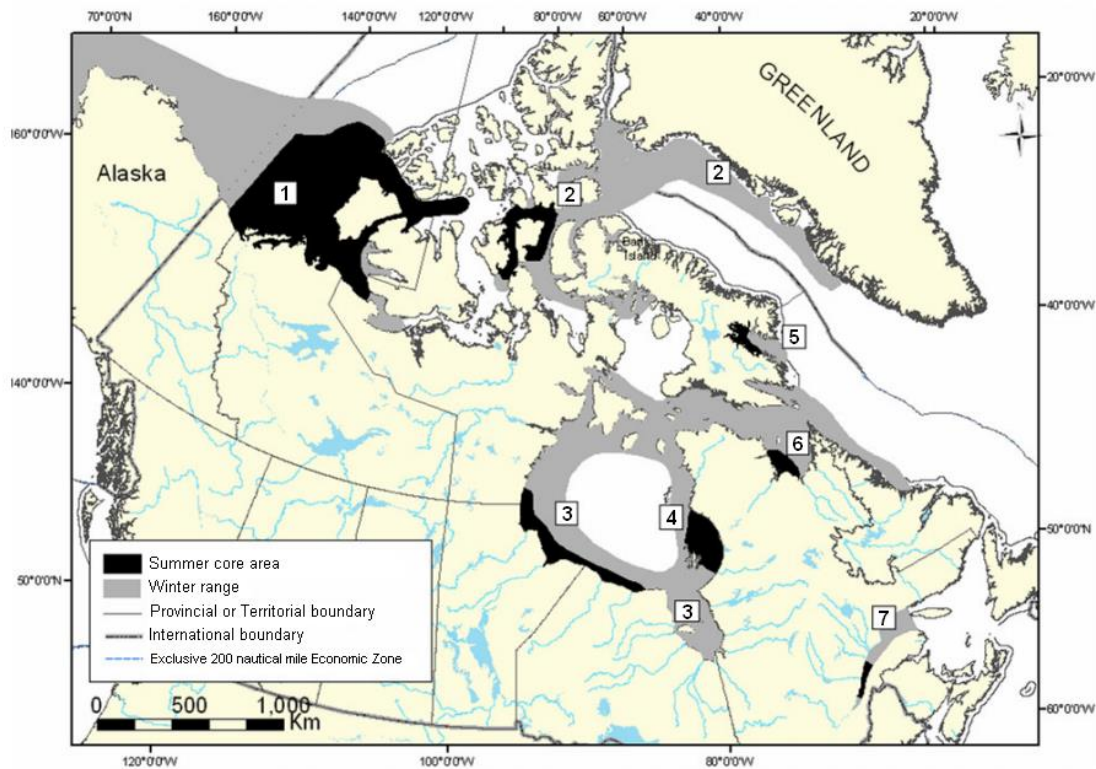 70°0'0"W 160°0'0"W 140°0'0"W 120°0'0"W 80°0'0"W 60°0'0"W 40°0'0"W 20°0'0"W
20°0'0"W
GREENLAND
N
160°0'0"W
Alaska
1
2
2
Island
40°0'0"W
5
140°0'0"W
6
3
4
50°0'0"N
Summer core area
Winter range
Provincial or Territorial boundary
International boundary
Exclusive 200 nautical mile Economic Zone
50°0'0"N
3
7
0 500 1,000
Km
60°0'0"W
120°0'0"W 100°0'0"W 80°0'0"W